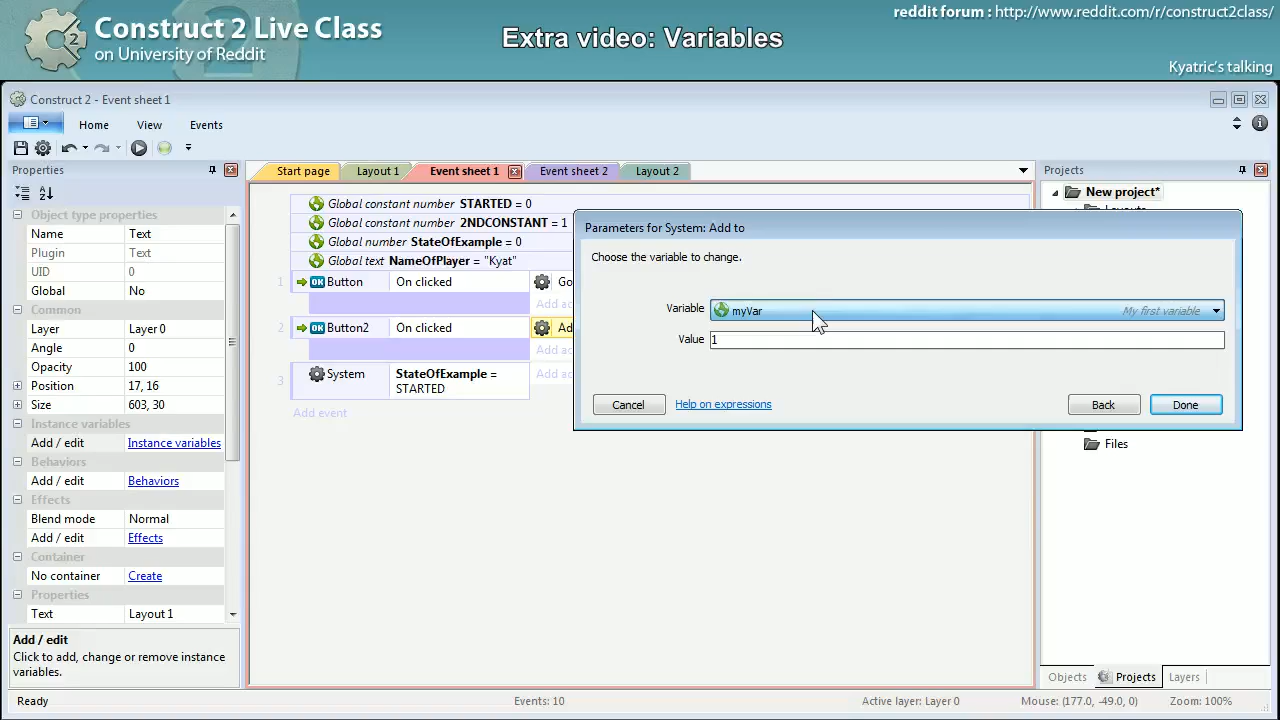 Construct 2 Live Class
on University of Reddit
Extra video: Variables
reddit forum : http://www.reddit.com/r/construct2class/
Kyatric's talking
Construct 2 - Event sheet 1
Home View Events
Properties
Start page Layout 1 Event sheet 1 Event sheet 2 Layout 2
Projects
Object type properties
Name Text
Plugin Text
UID 0
Global No
Common
Layer Layer 0
Angle 0
Opacity 100
Position 17, 16
Size 603, 30
Instance variables
Add / edit Instance variables
Behaviors
Add / edit Behaviors
Effects
Blend mode Normal
Add / edit Effects
Container
No container Create
Properties
Text Layout 1
Add / edit
Click to add, change or remove instance
variables.
Global constant number STARTED = 0
Global constant number 2NDCONSTANT = 1
Global number StateOfExample = 0
Global text NameOfPlayer = "Kyat"
1 Button On clicked Go
Add ac
2 Button2 On clicked Ad
Add ac
3 System StateOfExample =
STARTED
Add ac
Add event
Parameters for System: Add to
Choose the variable to change.
Variable myVar My first variable
Value 1
Cancel Help on expressions Back Done
New project*
Files
Objects Projects Layers
Ready Events: 10 Active layer: Layer 0 Mouse: (177.0, -49.0, 0) Zoom: 100%